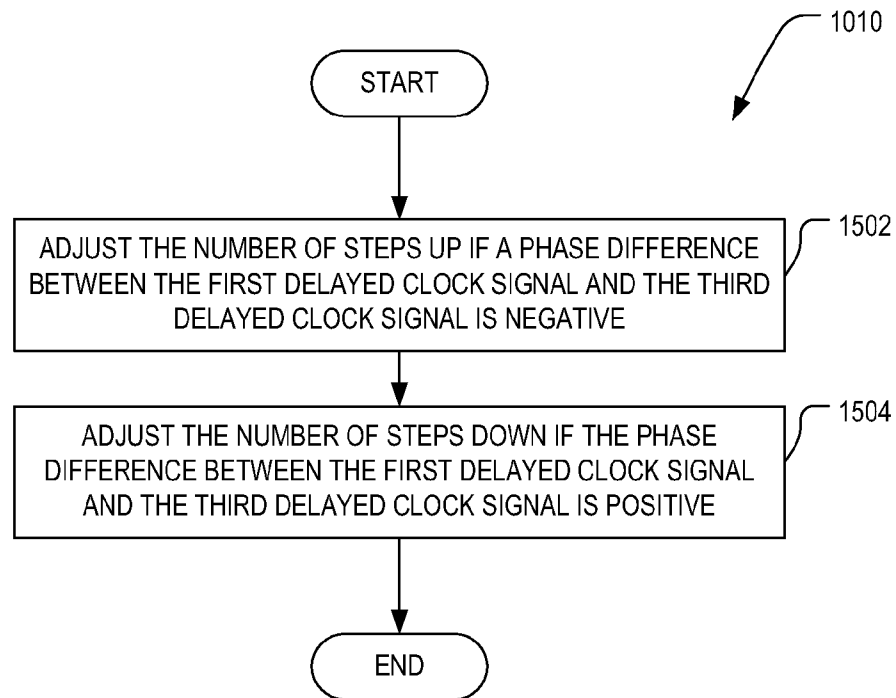 1010
START
1502
ADJUST THE NUMBER OF STEPS UP IF A PHASE DIFFERENCE
BETWEEN THE FIRST DELAYED CLOCK SIGNAL AND THE THIRD
DELAYED CLOCK SIGNAL IS NEGATIVE
1504
ADJUST THE NUMBER OF STEPS DOWN IF THE PHASE
DIFFERENCE BETWEEN THE FIRST DELAYED CLOCK SIGNAL
AND THE THIRD DELAYED CLOCK SIGNAL IS POSITIVE
END